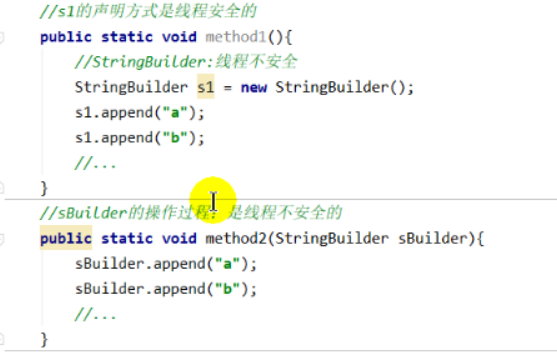 //s1的声明方式是线程安全的
public static void method1(){
//StringBuilder:线程不安全
StringBuilder s1 = new StringBuilder();
s1.append("a");
s1.append("b");
//...
}
//sBuilder的操作过程：是线程不安全的
public static void method2(StringBuilder sBuilder){
sBuilder.append("a");
sBuilder.append("b");
//...
}